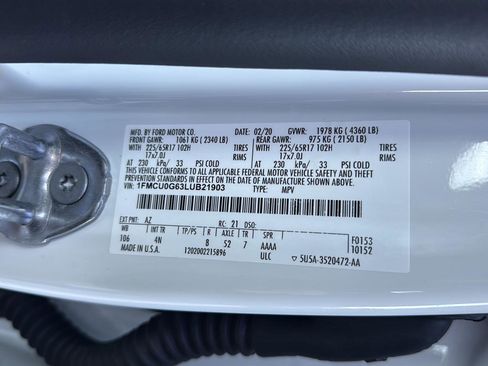 MFD. BY FORD MOTOR CO. 02/20 GVWR: 1978 KG ( 4360 LB)
FRONT GAWR: 1061 KG ( 2340 LB) REAR GAWR: 975 KG ( 2150 LB)
WITH 225/65R17 102H TIRES WITH 225/65R17 102H TIRES
17x7.0J RIMS 17x7.0J RIMS
AT 230 kPa/ 33 PSI COLD AT 230 kPa/ 33 PSI COLD
THIS VEHICLE CONFORMS TO ALL APPLICABLE FEDERAL MOTOR VEHICLE SAFETY AND THEFT PREVENTION STANDARDS IN EFFECT ON THE DATE OF
VIN: 1FMCU0G63LUB21903 TYPE: MPV
EXT PNT: AZ RC: 21 DSO:
WB INT TR TP/PS R AXLE TR SPR
106 4N 8 52 7 AAAA F0153
MADE IN U.S.A. 1202002215896 ULC 10152
5U5A-3520472-AA